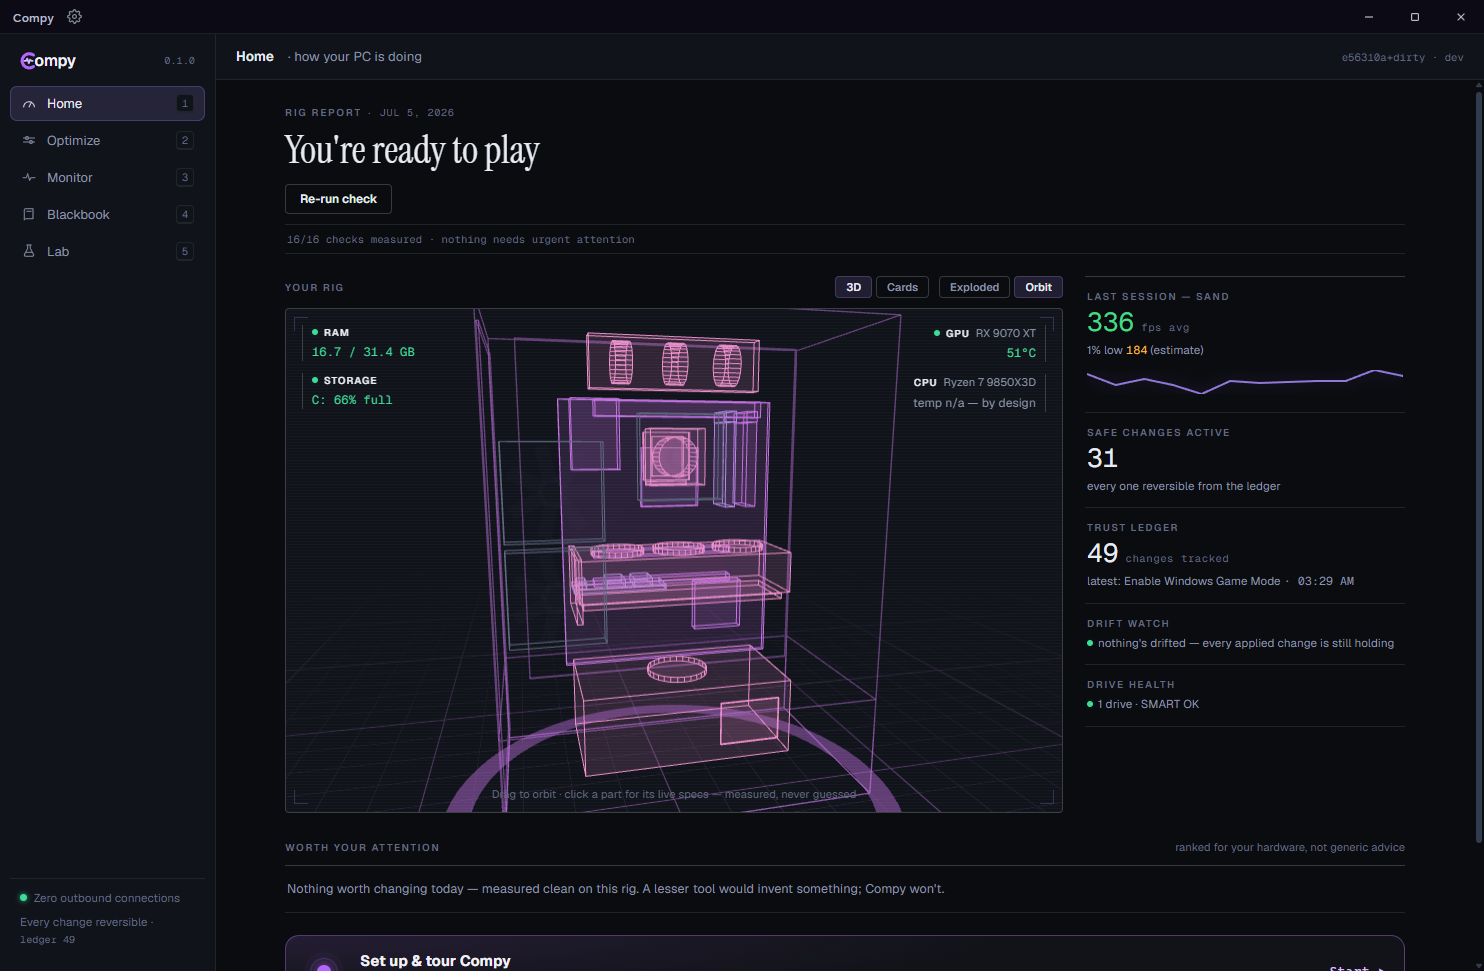 Compy
Compy 0.1.0
Home 1
Optimize 2
Monitor 3
Blackbook 4
Lab 5
Zero outbound connections
Every change reversible ·
ledger 49
Home · how your PC is doing
e56310a+dirty · dev
RIG REPORT · JUL 5, 2026
You're ready to play
Re-run check
16/16 checks measured · nothing needs urgent attention
YOUR RIG
3D Cards Exploded Orbit
RAM
16.7 / 31.4 GB
STORAGE
C: 66% full
GPU RX 9070 XT
51°C
CPU Ryzen 7 9850X3D
temp n/a — by design
Drag to orbit · click a part for its live specs — measured, never guessed
LAST SESSION — SAND
336 fps avg
1% low 184 (estimate)
SAFE CHANGES ACTIVE
31
every one reversible from the ledger
TRUST LEDGER
49 changes tracked
latest: Enable Windows Game Mode · 03:29 AM
DRIFT WATCH
nothing's drifted — every applied change is still holding
DRIVE HEALTH
1 drive · SMART OK
WORTH YOUR ATTENTION
ranked for your hardware, not generic advice
Nothing worth changing today — measured clean on this rig. A lesser tool would invent something; Compy won't.
Set up & tour Compy
Start